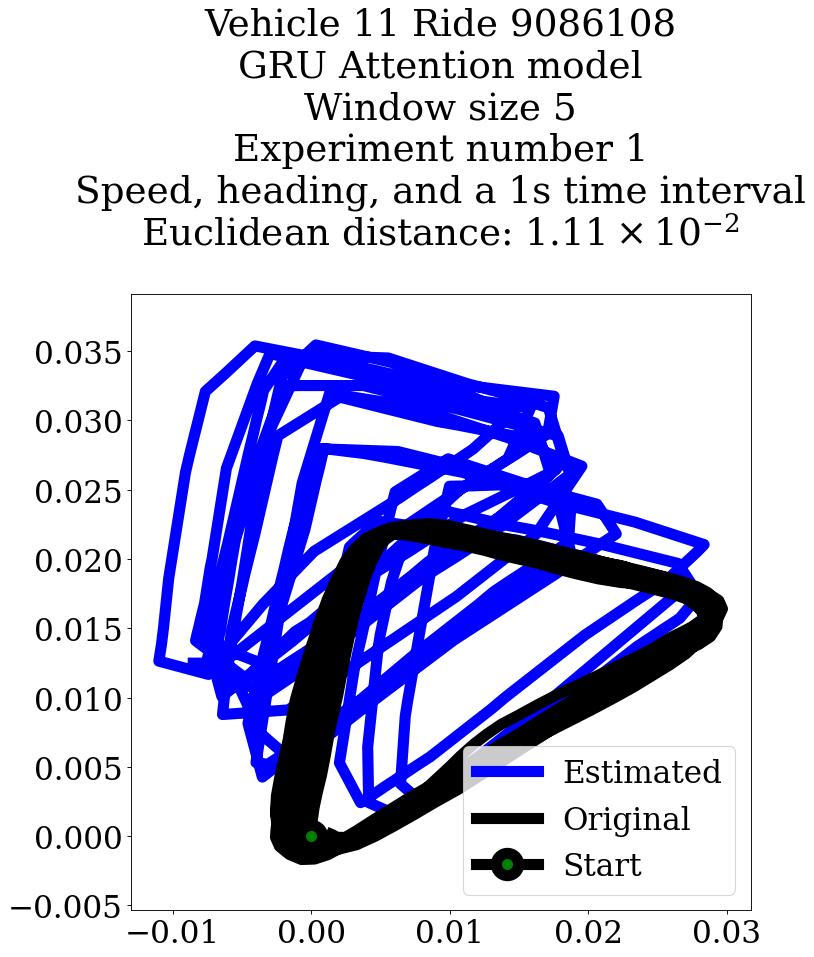 Vehicle 11 Ride 9086108
GRU Attention model
Window size 5
Experiment number 1
Speed, heading, and a 1s time interval
Euclidean distance: 1.11 × 10⁻²
0.035
0.030
0.025
0.020
0.015
0.010
0.005
0.000
−0.005
−0.01 0.00 0.01 0.02 0.03
Estimated
Original
Start